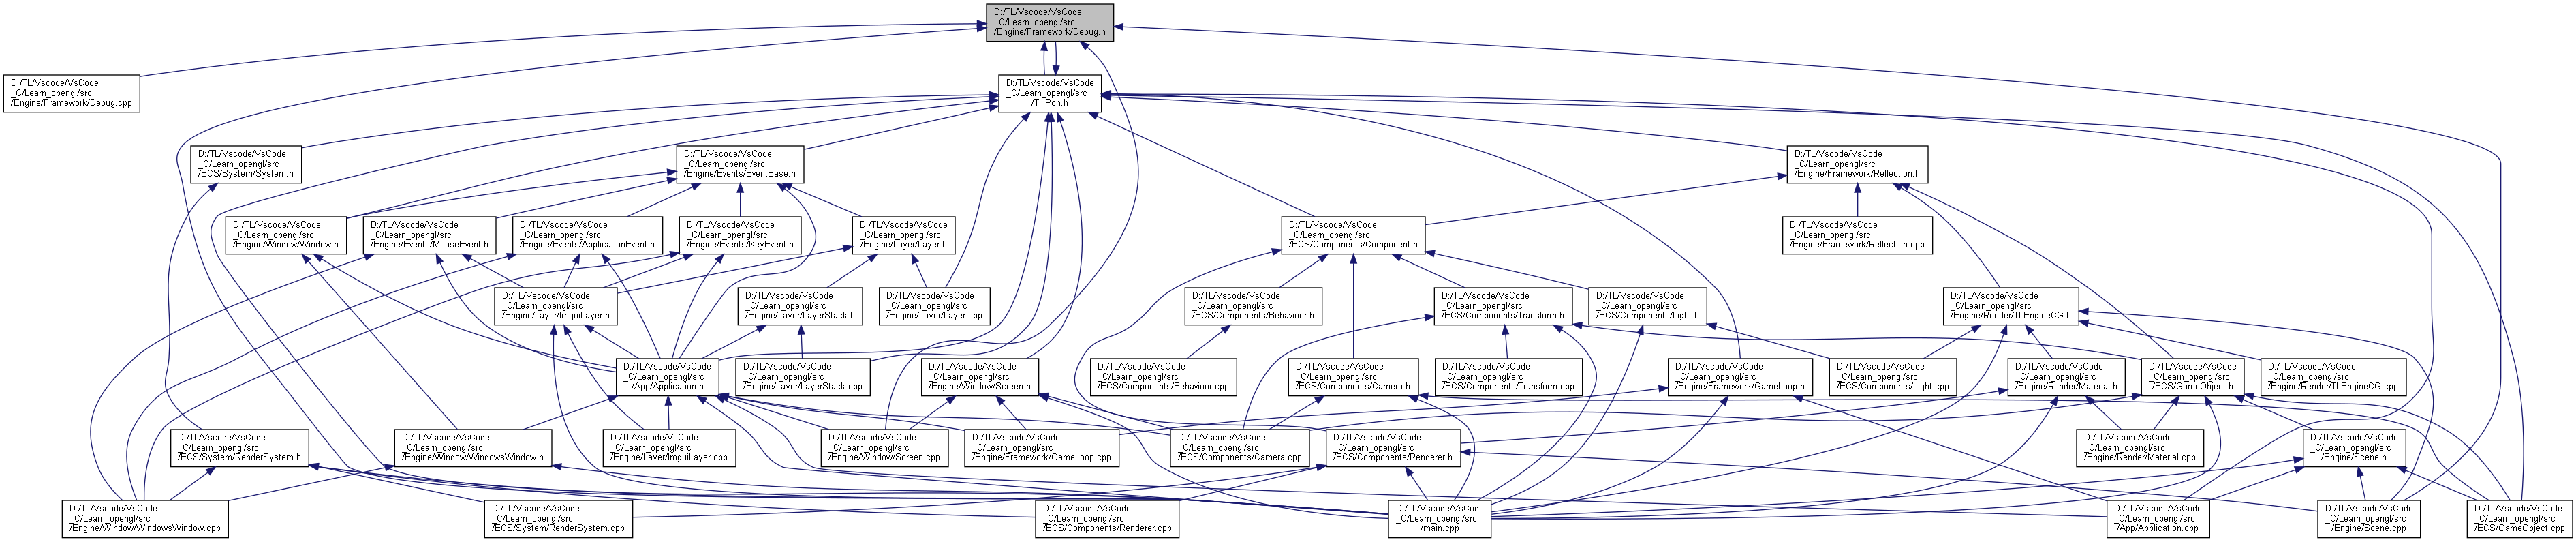 D:/TL/Vscode/VsCode
_C/Learn_opengl/src
/Engine/Framework/Debug.h
D:/TL/Vscode/VsCode
_C/Learn_opengl/src
/Engine/Framework/Debug.cpp
D:/TL/Vscode/VsCode
_C/Learn_opengl/src
/TillPch.h
D:/TL/Vscode/VsCode
_C/Learn_opengl/src
/ECS/System/System.h
D:/TL/Vscode/VsCode
_C/Learn_opengl/src
/Engine/Events/EventBase.h
D:/TL/Vscode/VsCode
_C/Learn_opengl/src
/Engine/Framework/Reflection.h
D:/TL/Vscode/VsCode
_C/Learn_opengl/src
/Engine/Window/Window.h
D:/TL/Vscode/VsCode
_C/Learn_opengl/src
/Engine/Events/MouseEvent.h
D:/TL/Vscode/VsCode
_C/Learn_opengl/src
/Engine/Events/ApplicationEvent.h
D:/TL/Vscode/VsCode
_C/Learn_opengl/src
/Engine/Events/KeyEvent.h
D:/TL/Vscode/VsCode
_C/Learn_opengl/src
/Engine/Layer/Layer.h
D:/TL/Vscode/VsCode
_C/Learn_opengl/src
/ECS/Components/Component.h
D:/TL/Vscode/VsCode
_C/Learn_opengl/src
/Engine/Framework/Reflection.cpp
D:/TL/Vscode/VsCode
_C/Learn_opengl/src
/Engine/Layer/ImguiLayer.h
D:/TL/Vscode/VsCode
_C/Learn_opengl/src
/Engine/Layer/LayerStack.h
D:/TL/Vscode/VsCode
_C/Learn_opengl/src
/Engine/Layer/Layer.cpp
D:/TL/Vscode/VsCode
_C/Learn_opengl/src
/ECS/Components/Behaviour.h
D:/TL/Vscode/VsCode
_C/Learn_opengl/src
/ECS/Components/Transform.h
D:/TL/Vscode/VsCode
_C/Learn_opengl/src
/ECS/Components/Light.h
D:/TL/Vscode/VsCode
_C/Learn_opengl/src
/Engine/Render/TLEngineCG.h
D:/TL/Vscode/VsCode
_C/Learn_opengl/src
/App/Application.h
D:/TL/Vscode/VsCode
_C/Learn_opengl/src
/Engine/Layer/LayerStack.cpp
D:/TL/Vscode/VsCode
_C/Learn_opengl/src
/Engine/Window/Screen.h
D:/TL/Vscode/VsCode
_C/Learn_opengl/src
/ECS/Components/Behaviour.cpp
D:/TL/Vscode/VsCode
_C/Learn_opengl/src
/ECS/Components/Camera.h
D:/TL/Vscode/VsCode
_C/Learn_opengl/src
/ECS/Components/Transform.cpp
D:/TL/Vscode/VsCode
_C/Learn_opengl/src
/Engine/Framework/GameLoop.h
D:/TL/Vscode/VsCode
_C/Learn_opengl/src
/ECS/Components/Light.cpp
D:/TL/Vscode/VsCode
_C/Learn_opengl/src
/Engine/Render/Material.h
D:/TL/Vscode/VsCode
_C/Learn_opengl/src
/ECS/GameObject.h
D:/TL/Vscode/VsCode
_C/Learn_opengl/src
/Engine/Render/TLEngineCG.cpp
D:/TL/Vscode/VsCode
_C/Learn_opengl/src
/ECS/System/RenderSystem.h
D:/TL/Vscode/VsCode
_C/Learn_opengl/src
/Engine/Window/WindowsWindow.h
D:/TL/Vscode/VsCode
_C/Learn_opengl/src
/Engine/Layer/ImguiLayer.cpp
D:/TL/Vscode/VsCode
_C/Learn_opengl/src
/Engine/Window/Screen.cpp
D:/TL/Vscode/VsCode
_C/Learn_opengl/src
/Engine/Framework/GameLoop.cpp
D:/TL/Vscode/VsCode
_C/Learn_opengl/src
/ECS/Components/Camera.cpp
D:/TL/Vscode/VsCode
_C/Learn_opengl/src
/ECS/Components/Renderer.h
D:/TL/Vscode/VsCode
_C/Learn_opengl/src
/Engine/Render/Material.cpp
D:/TL/Vscode/VsCode
_C/Learn_opengl/src
/Engine/Scene.h
D:/TL/Vscode/VsCode
_C/Learn_opengl/src
/Engine/Window/WindowsWindow.cpp
D:/TL/Vscode/VsCode
_C/Learn_opengl/src
/ECS/System/RenderSystem.cpp
D:/TL/Vscode/VsCode
_C/Learn_opengl/src
/ECS/Components/Renderer.cpp
D:/TL/Vscode/VsCode
_C/Learn_opengl/src
/main.cpp
D:/TL/Vscode/VsCode
_C/Learn_opengl/src
/App/Application.cpp
D:/TL/Vscode/VsCode
_C/Learn_opengl/src
/Engine/Scene.cpp
D:/TL/Vscode/VsCode
_C/Learn_opengl/src
/ECS/GameObject.cpp